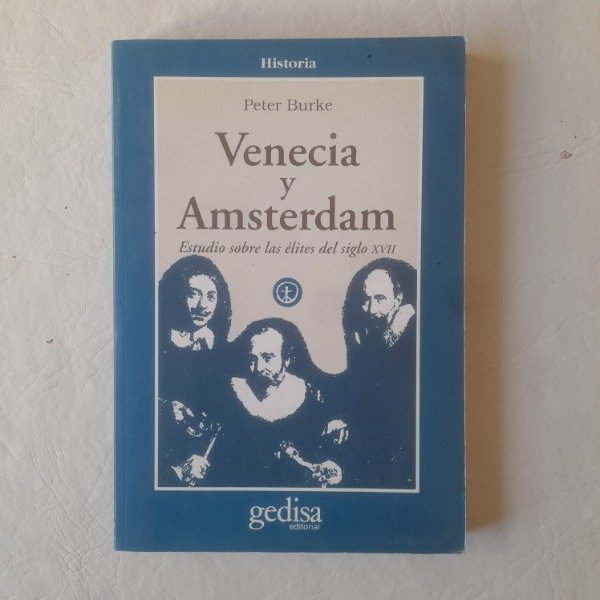 Historia
Peter Burke
Venecia
y
Amsterdam
Estudio sobre las élites del siglo XVII
gedisa
editorial